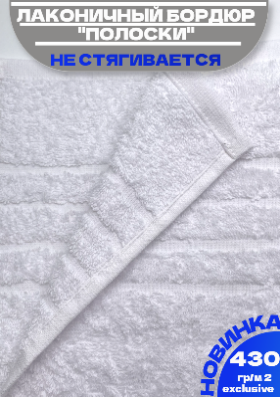 ЛАКОНИЧНЫЙ БОРДЮР
"ПОЛОСКИ"
НЕ СТЯГИВАЕТСЯ
НОВИНКА
430
гр/м 2
exclusive